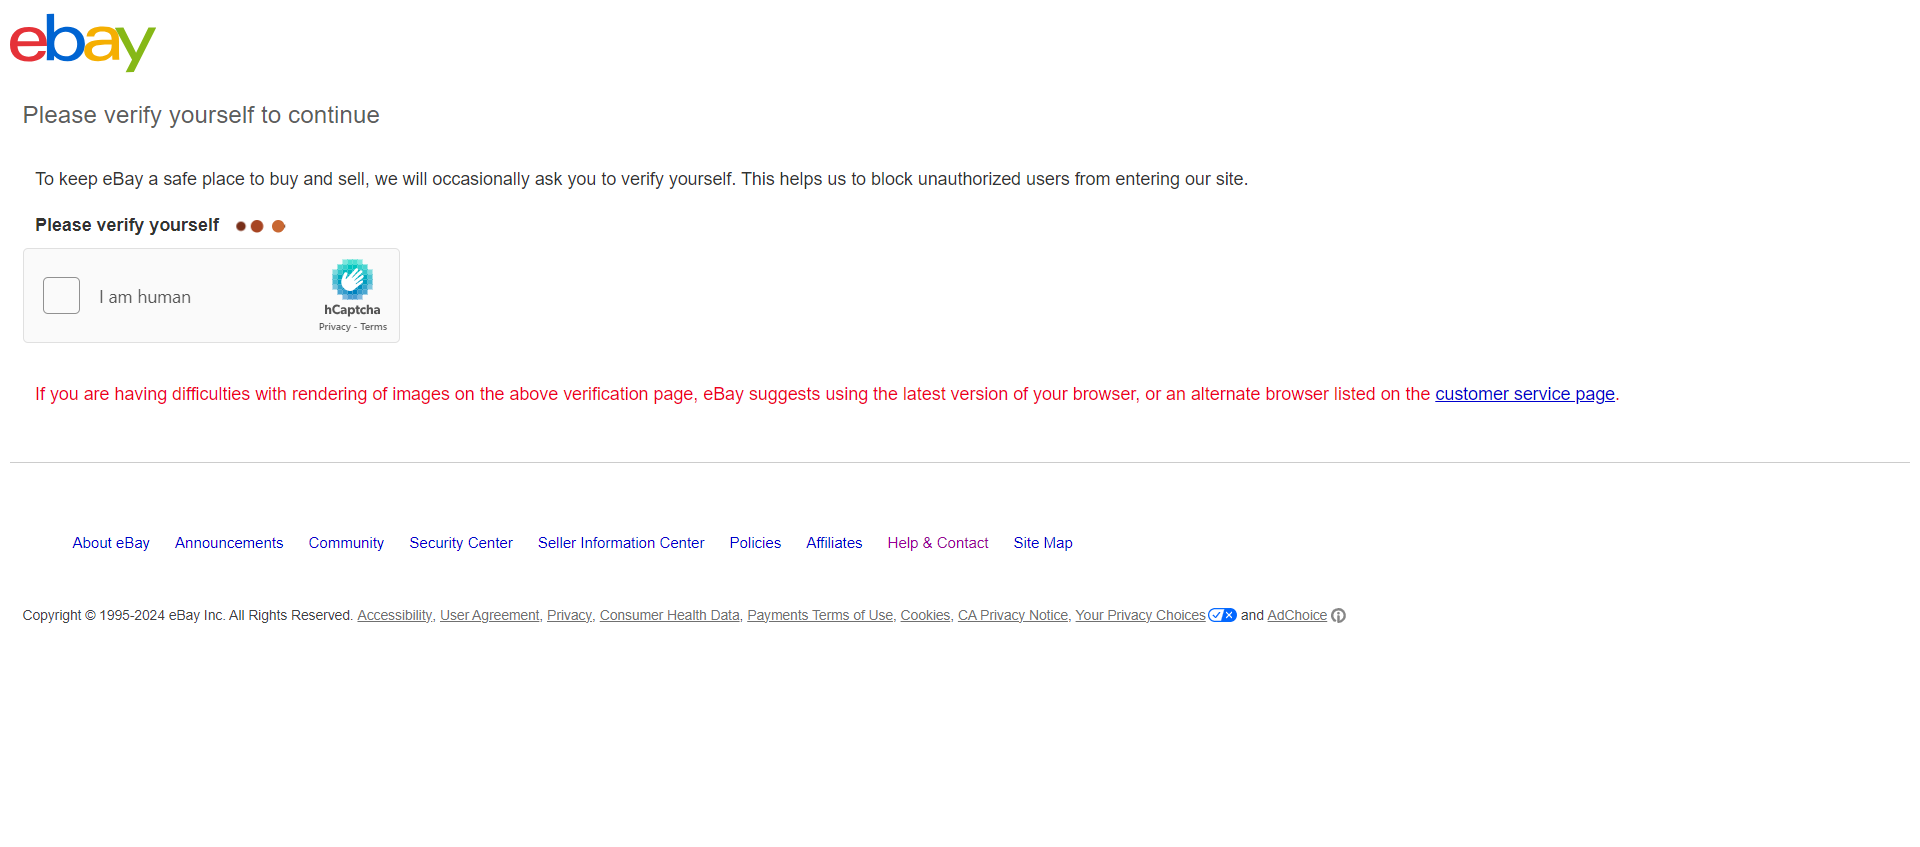 ebay
Please verify yourself to continue
To keep eBay a safe place to buy and sell, we will occasionally ask you to verify yourself. This helps us to block unauthorized users from entering our site.
Please verify yourself
I am human
hCaptcha
Privacy - Terms
If you are having difficulties with rendering of images on the above verification page, eBay suggests using the latest version of your browser, or an alternate browser listed on the customer service page.
About eBay Announcements Community Security Center Seller Information Center Policies Affiliates Help & Contact Site Map
Copyright © 1995-2024 eBay Inc. All Rights Reserved. Accessibility, User Agreement, Privacy, Consumer Health Data, Payments Terms of Use, Cookies, CA Privacy Notice, Your Privacy Choices and AdChoice